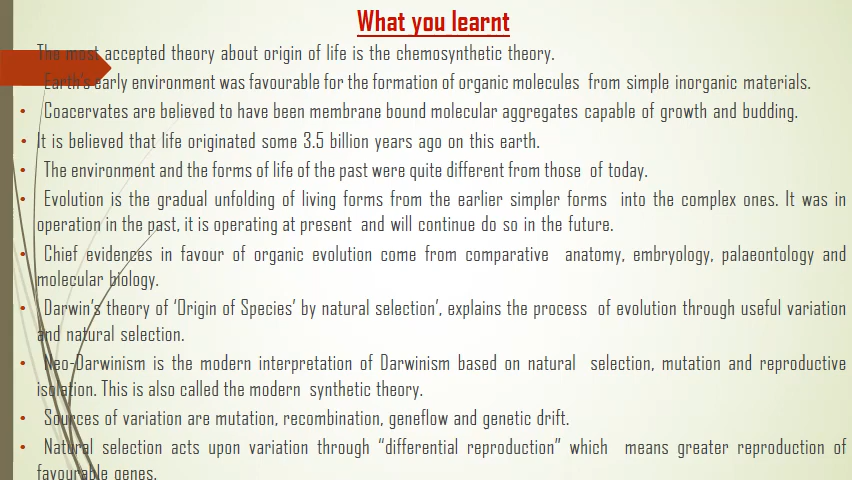 What you learnt
The most accepted theory about origin of life is the chemosynthetic theory.
Earth's early environment was favourable for the formation of organic molecules from simple inorganic materials.
• Coacervates are believed to have been membrane bound molecular aggregates capable of growth and budding.
• It is believed that life originated some 3.5 billion years ago on this earth.
• The environment and the forms of life of the past were quite different from those of today.
• Evolution is the gradual unfolding of living forms from the earlier simpler forms into the complex ones. It was in
operation in the past, it is operating at present and will continue do so in the future.
• Chief evidences in favour of organic evolution come from comparative anatomy, embryology, palaeontology and
molecular biology.
• Darwin's theory of 'Origin of Species' by natural selection', explains the process of evolution through useful variation
and natural selection.
• Neo-Darwinism is the modern interpretation of Darwinism based on natural selection, mutation and reproductive
isolation. This is also called the modern synthetic theory.
• Sources of variation are mutation, recombination, geneflow and genetic drift.
• Natural selection acts upon variation through "differential reproduction" which means greater reproduction of
favourable genes.